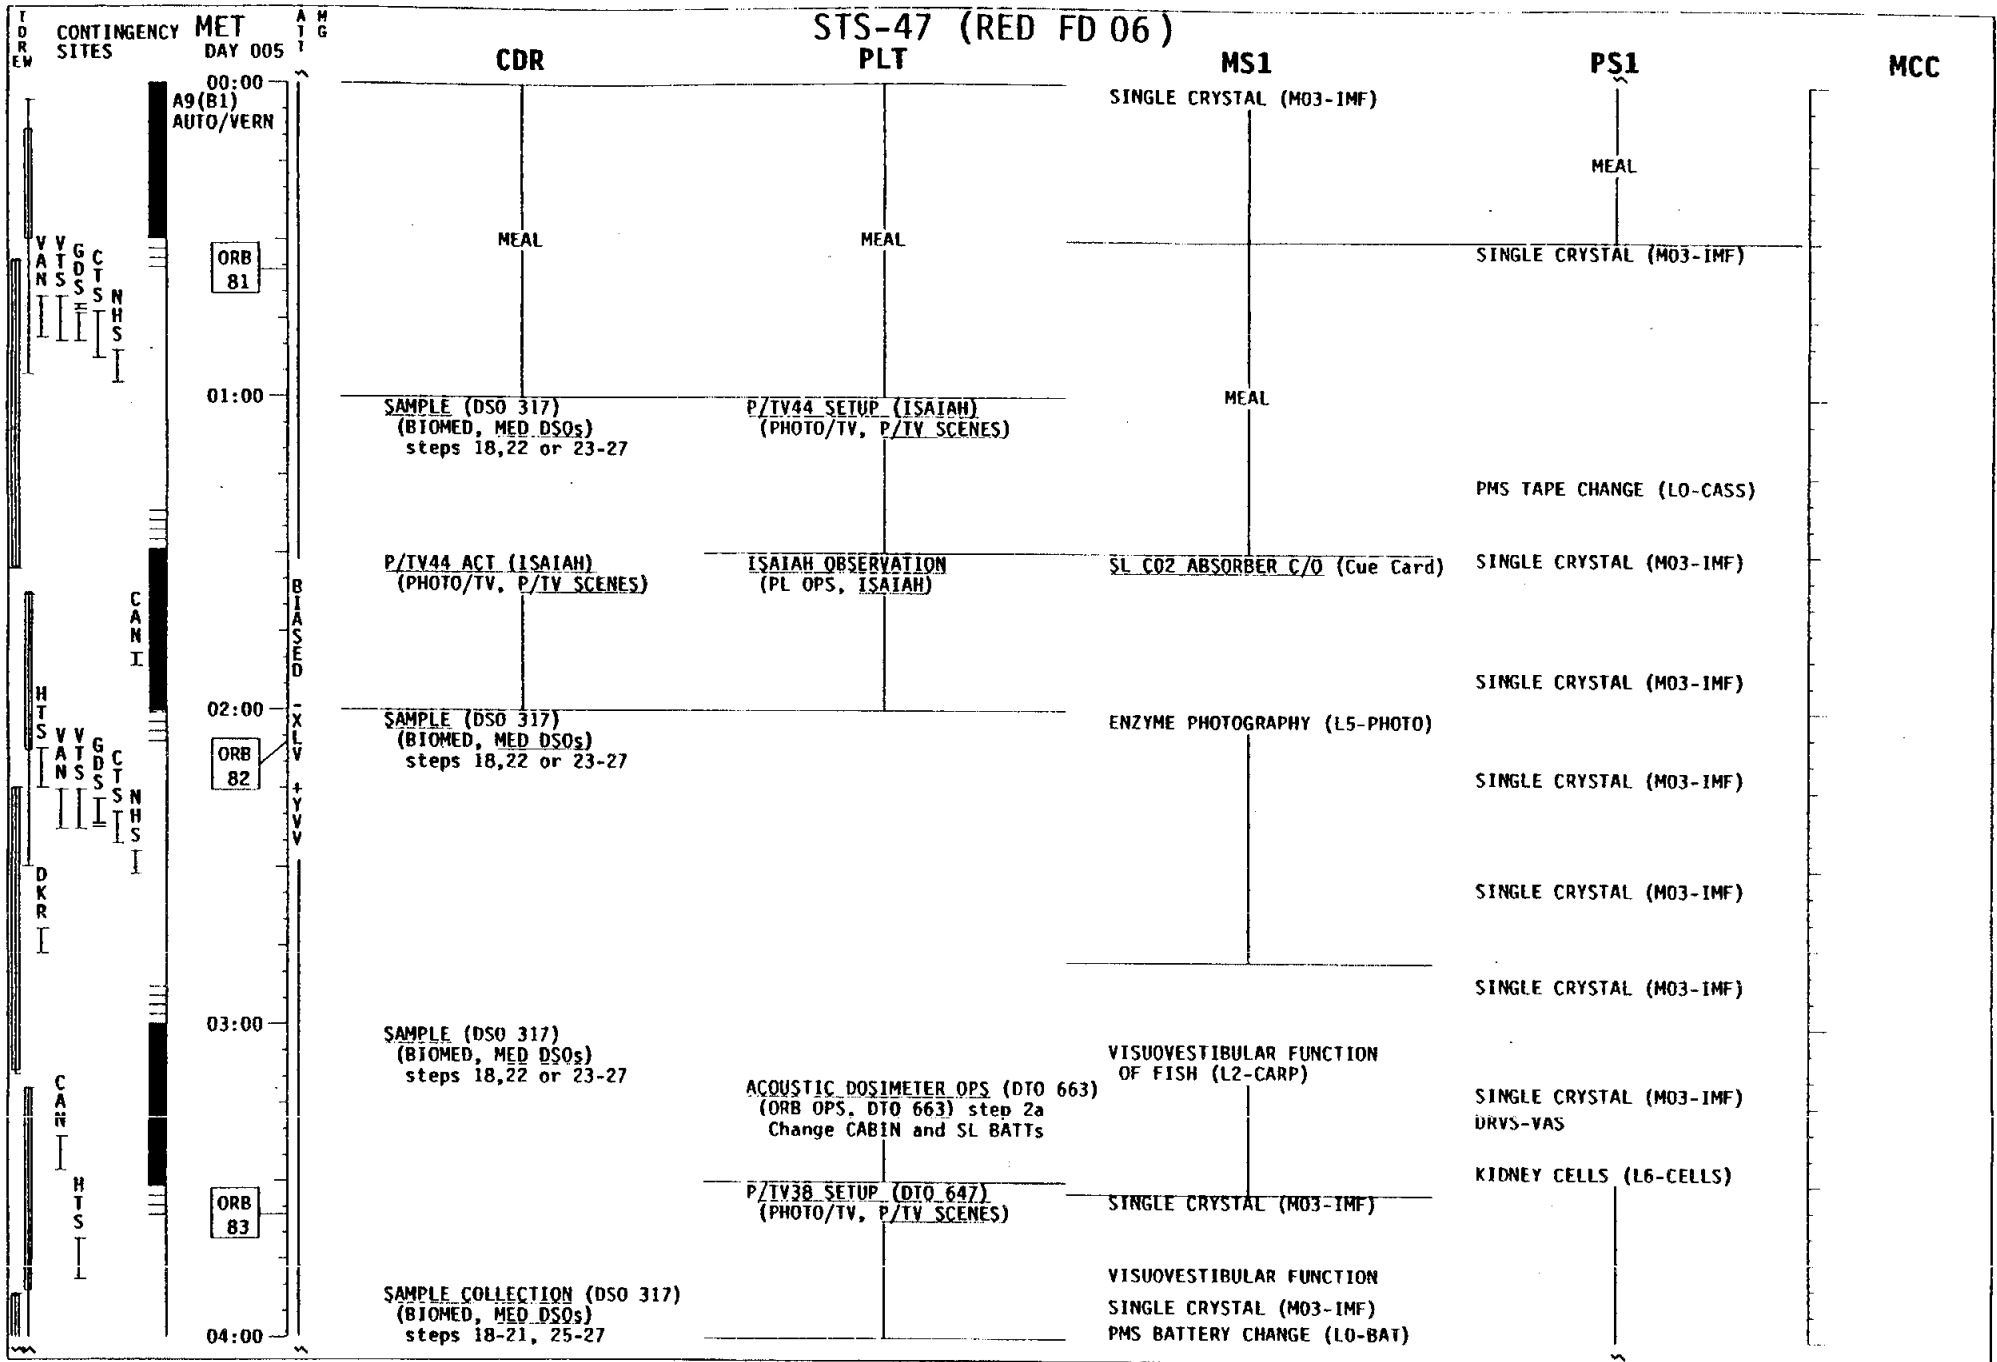 STS-47 (RED FD 06)
TDRE W
CONTINGENCY SITES
MET
DAY 005
ATT
MG
CDR
PLT
MS1
PS1
MCC
00:00
A9(B1)
AUTO/VERN
SINGLE CRYSTAL (M03-IMF)
MEAL
MEAL
MEAL
VAN
VTS
GDS
CTS
NHS
ORB
81
SINGLE CRYSTAL (M03-IMF)
01:00
MEAL
SAMPLE (DSO 317)
(BIOMED, MED DSOs)
steps 18,22 or 23-27
P/TV44 SETUP (ISAIAH)
(PHOTO/TV, P/TV SCENES)
PMS TAPE CHANGE (LO-CASS)
P/TV44 ACT (ISAIAH)
(PHOTO/TV, P/TV SCENES)
ISAIAH OBSERVATION
(PL OPS, ISAIAH)
SL CO2 ABSORBER C/O (Cue Card)
SINGLE CRYSTAL (M03-IMF)
CAN
BIASED -XLV +YVV
SINGLE CRYSTAL (M03-IMF)
02:00
HTS
VAN
VTS
GDS
CTS
NHS
SAMPLE (DSO 317)
(BIOMED, MED DSOs)
steps 18,22 or 23-27
ENZYME PHOTOGRAPHY (L5-PHOTO)
ORB
82
SINGLE CRYSTAL (M03-IMF)
DKR
SINGLE CRYSTAL (M03-IMF)
SINGLE CRYSTAL (M03-IMF)
03:00
SAMPLE (DSO 317)
(BIOMED, MED DSOs)
steps 18,22 or 23-27
VISUOVESTIBULAR FUNCTION
OF FISH (L2-CARP)
CAN
ACOUSTIC DOSIMETER OPS (DTO 663)
(ORB OPS, DTO 663) step 2a
Change CABIN and SL BATTs
SINGLE CRYSTAL (M03-IMF)
DRVS-VAS
KIDNEY CELLS (L6-CELLS)
HTS
ORB
83
P/TV38 SETUP (DTO 647)
(PHOTO/TV, P/TV SCENES)
SINGLE CRYSTAL (M03-IMF)
VISUOVESTIBULAR FUNCTION
SAMPLE COLLECTION (DSO 317)
(BIOMED, MED DSOs)
steps 18-21, 25-27
SINGLE CRYSTAL (M03-IMF)
PMS BATTERY CHANGE (LO-BAT)
04:00